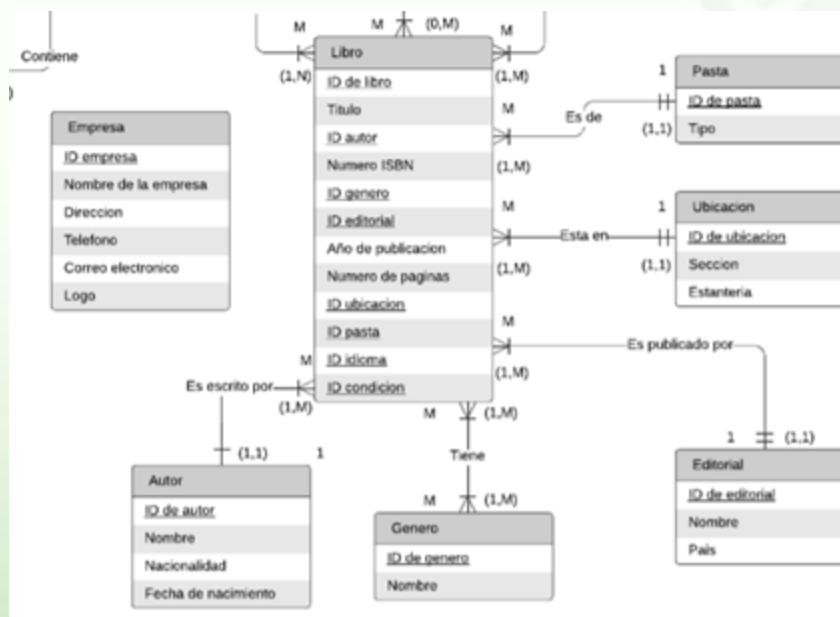 Contiene
M
M
(0,M)
M
(1,N)
(1,M)
Libro
ID de libro
Titulo
ID autor
Numero ISBN
ID genero
ID editorial
Año de publicacion
Numero de paginas
ID ubicacion
ID pasta
ID idioma
ID condicion
Empresa
ID empresa
Nombre de la empresa
Direccion
Telefono
Correo electronico
Logo
M
Es de
1
(1,1)
(1,M)
Pasta
ID de pasta
Tipo
M
Esta en
1
(1,1)
(1,M)
Ubicacion
ID de ubicacion
Seccion
Estanteria
M
Es publicado por
(1,M)
1
(1,1)
Editorial
ID de editorial
Nombre
Pais
M
Es escrito por
(1,M)
(1,1)
1
Autor
ID de autor
Nombre
Nacionalidad
Fecha de nacimiento
M
(1,M)
Tiene
M
(1,M)
Genero
ID de genero
Nombre